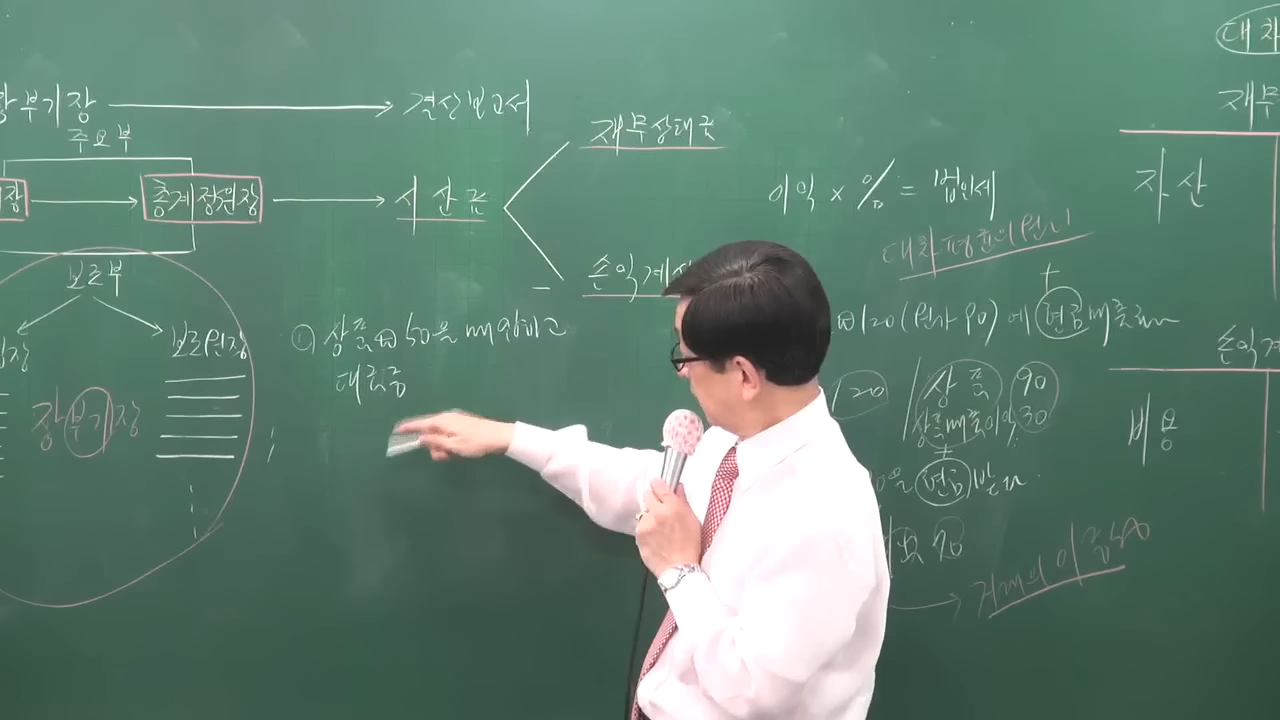 부기장
결산보고서
주요부
재무상태표
장
총계정원장
시산표
이익 × % = 법인세
대차평균의 원리
손익계산
보조부
보조원장
장부기장
① 상품 ₩50을 매입하고
대금중
₩120(원가 90)에 현금매출
120 / 상품 90
상품매출이익 30
을 현금 받다
거래의 이중성
대차
재무
자산
손익계
비용